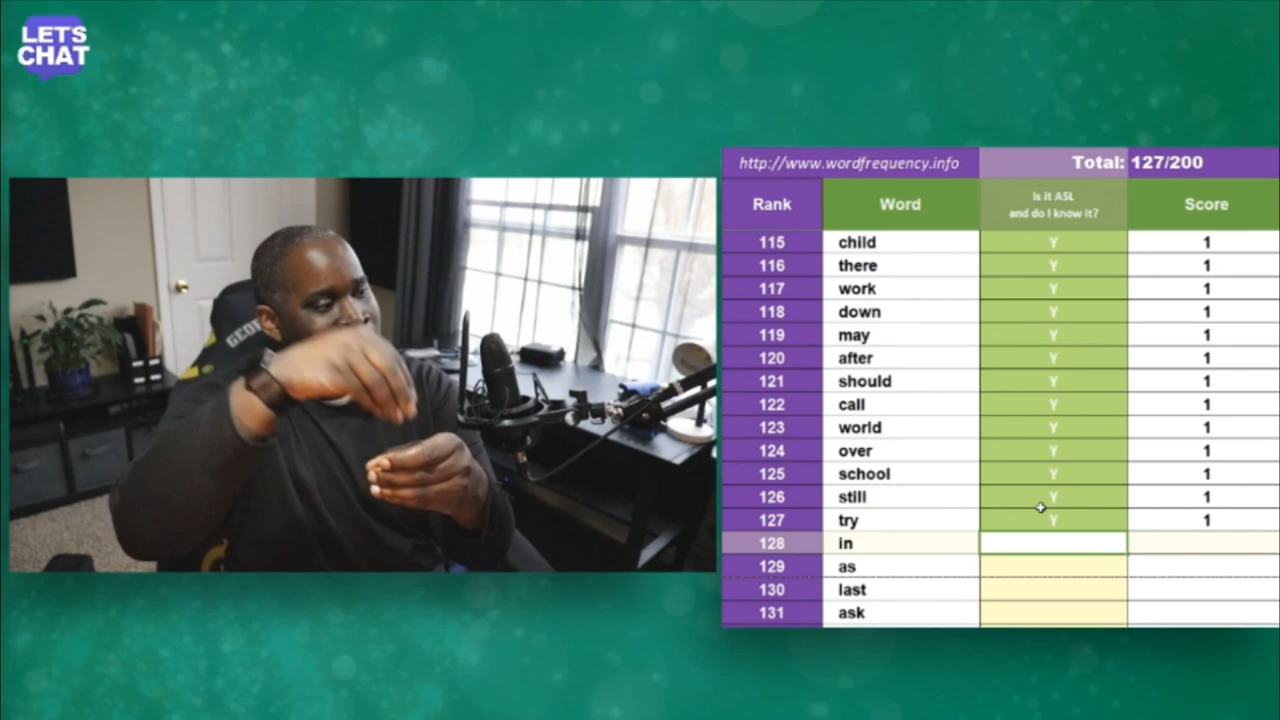 LET'S
CHAT
http://www.wordfrequency.info Total: 127/200
Rank Word Is it ASL and do I know it? Score
115 child Y 1
116 there Y 1
117 work Y 1
118 down Y 1
119 may Y 1
120 after Y 1
121 should Y 1
122 call Y 1
123 world Y 1
124 over Y 1
125 school Y 1
126 still Y 1
127 try Y 1
128 in
129 as
130 last
131 ask